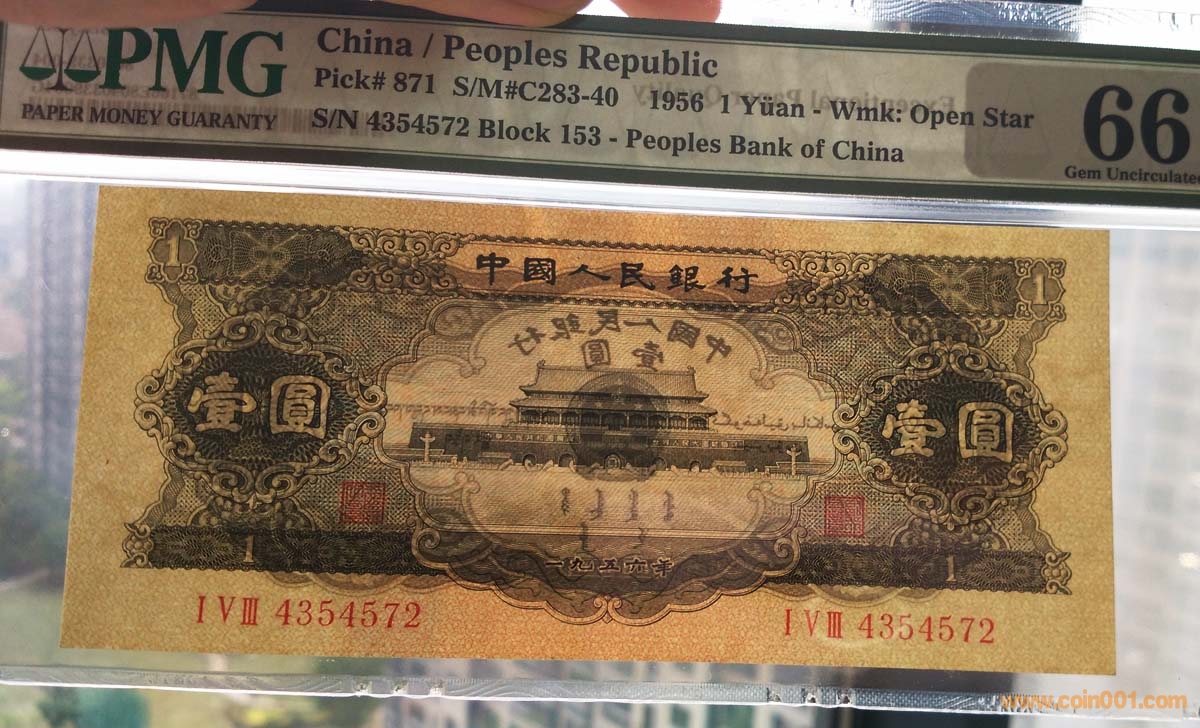 PMG
PAPER MONEY GUARANTY
China / Peoples Republic
Pick# 871 S/M#C283-40 1956 1 Yüan - Wmk: Open Star
S/N 4354572 Block 153 - Peoples Bank of China
66
Gem Uncirculated
1
1
中國人民銀行
中國人民銀行
壹圓
壹圓
壹圓
1
1
一九五六年
I V III 4354572
I V III 4354572
www.coin001.com